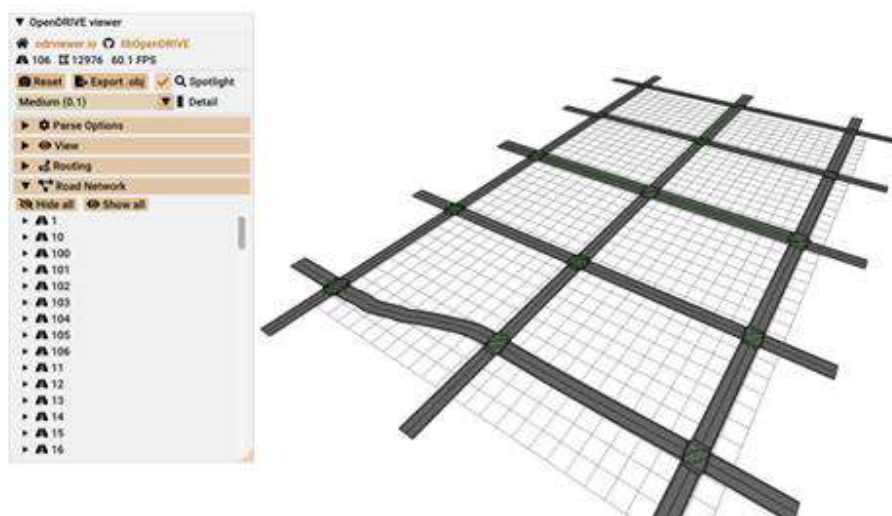 OpenDRIVE viewer
odrviewer.io libOpenDRIVE
106 12976 60.1 FPS
Reset Export .obj Spotlight
Medium (0.1) Detail
Parse Options
View
Routing
Road Network
Hide all Show all
1
10
100
101
102
103
104
105
106
11
12
13
14
15
16